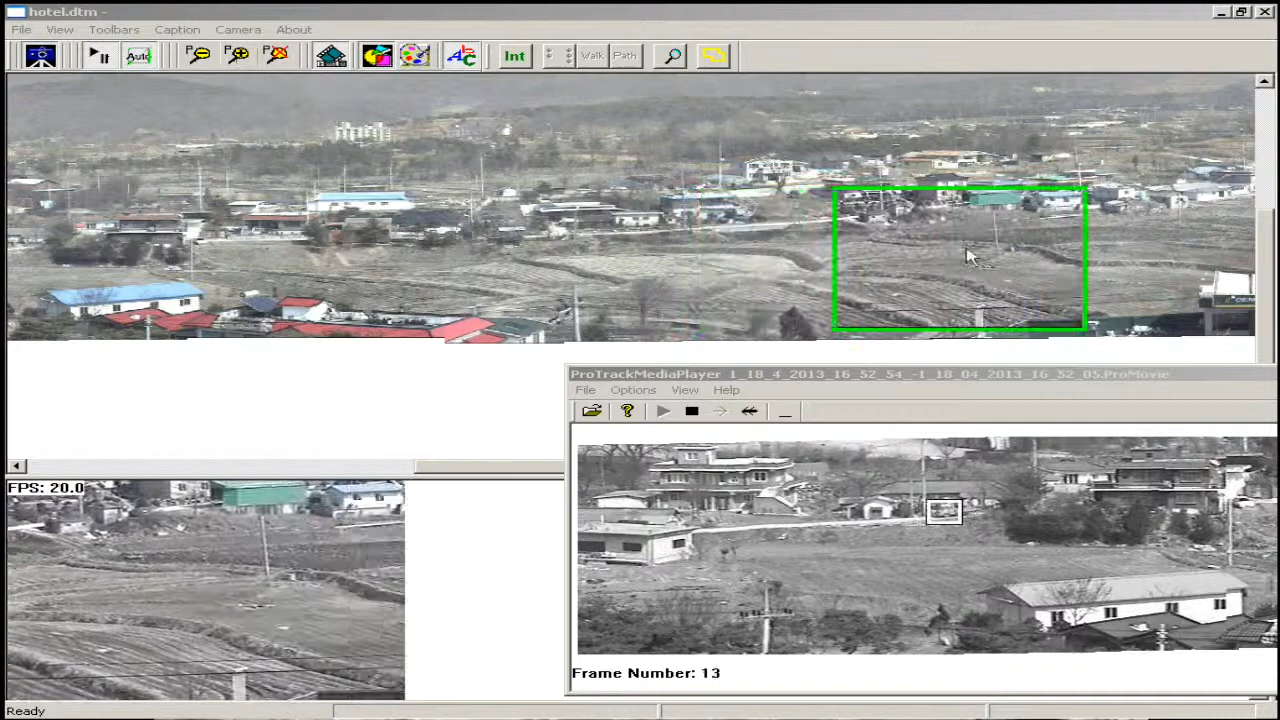 hotel.dtm -
File View Toolbars Caption Camera About
Auto P P P Int Walk Path
ProTrackMediaPlayer 1_18_4_2013_16_52_54_-1_18_04_2013_16_52_05.ProMovie
File Options View Help
FPS: 20.0
Frame Number: 13
Ready